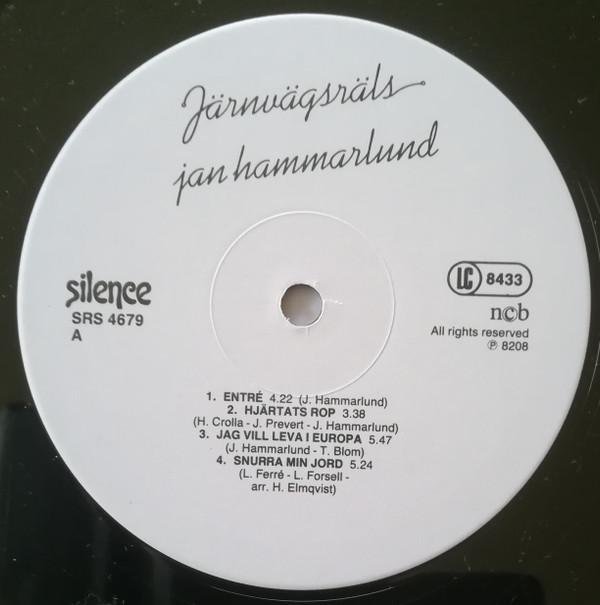 Järnvägsräls
jan hammarlund
silence
SRS 4679
A
LC 8433
ncb
All rights reserved
℗ 8208
1. ENTRÉ 4.22 (J. Hammarlund)
2. HJÄRTATS ROP 3.38
(H. Crolla - J. Prevert - J. Hammarlund)
3. JAG VILL LEVA I EUROPA 5.47
(J. Hammarlund - T. Blom)
4. SNURRA MIN JORD 5.24
(L. Ferré - L. Forsell -
arr. H. Elmqvist)